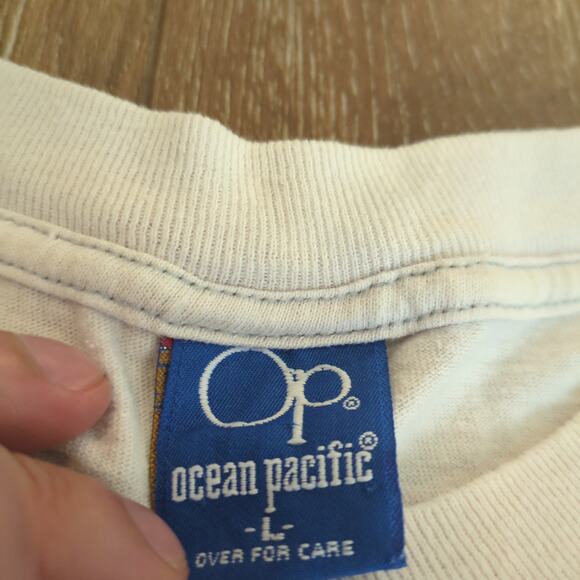 Op®
ocean pacific®
-L-
OVER FOR CARE